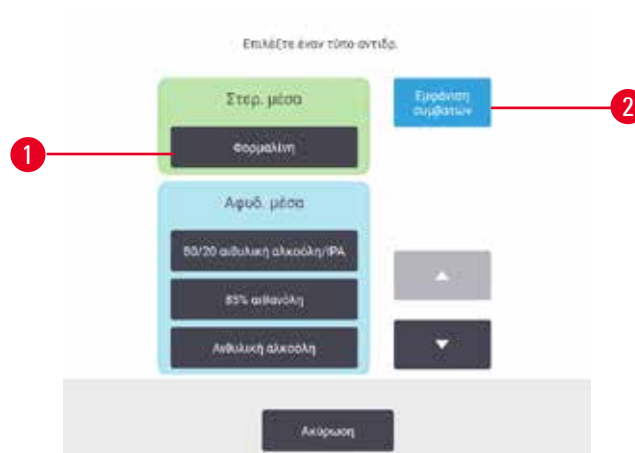 Επιλέξτε έναν τύπο αντιδρ.
Στερ. μέσα
Φορμαλίνη
Εμφάνιση
συμβατών
1
2
Αφυδ. μέσα
80/20 αιθυλική αλκοόλη/IPA
85% αιθανόλη
Αιθυλική αλκοόλη
Ακύρωση